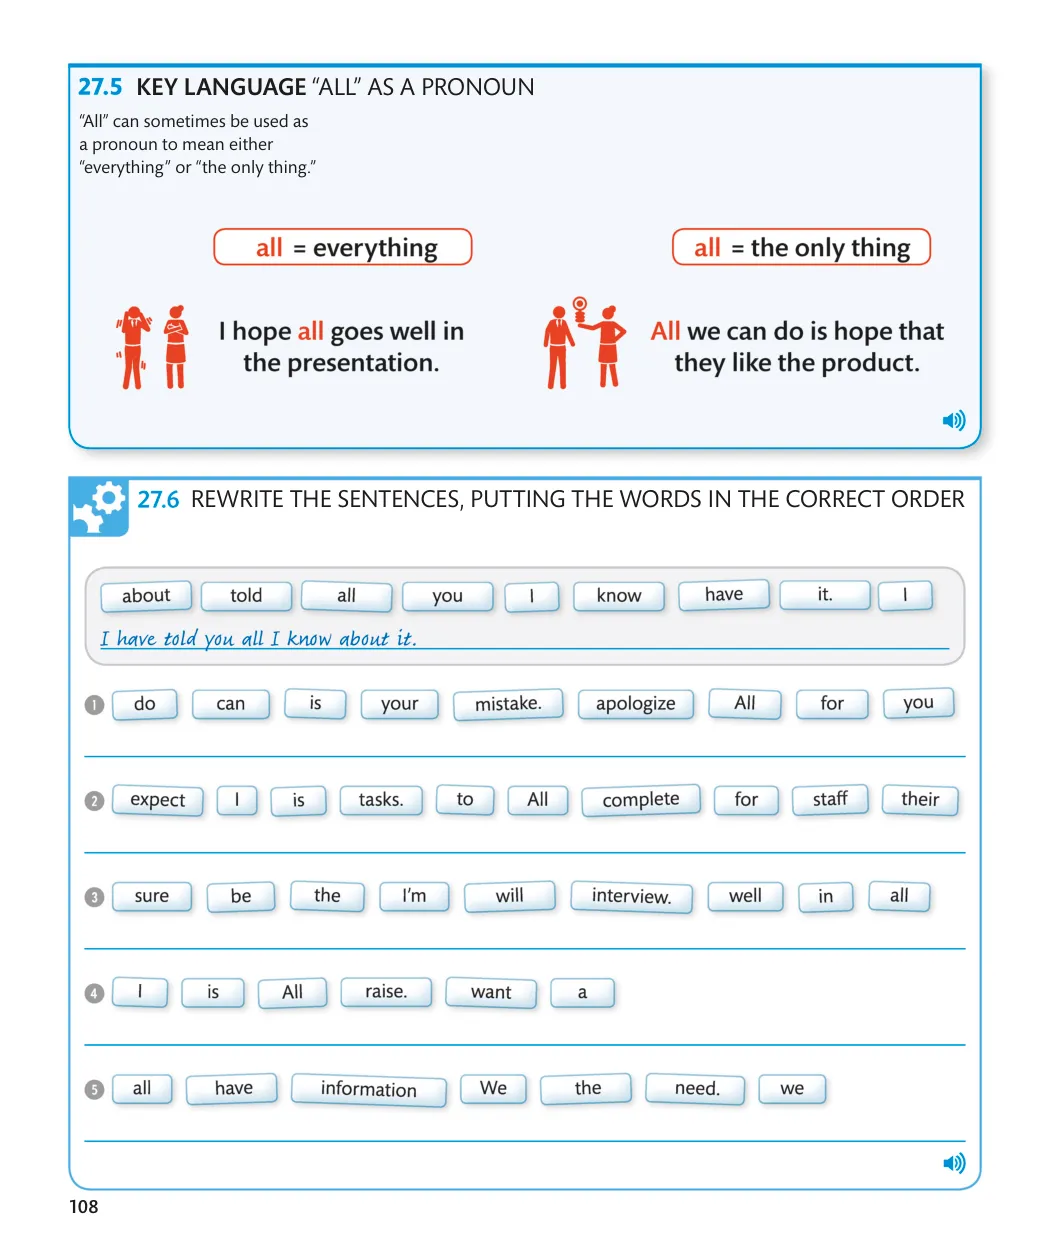 27.5 KEY LANGUAGE “ALL” AS A PRONOUN
“All” can sometimes be used as
a pronoun to mean either
“everything” or “the only thing.”
all = everything
I hope all goes well in
the presentation.
all = the only thing
All we can do is hope that
they like the product.
27.6 REWRITE THE SENTENCES, PUTTING THE WORDS IN THE CORRECT ORDER
about told all you I know have it. I
I have told you all I know about it.
1 do can is your mistake. apologize All for you
2 expect I is tasks. to All complete for staff their
3 sure be the I’m will interview. well in all
4 I is All raise. want a
5 all have information We the need. we
108